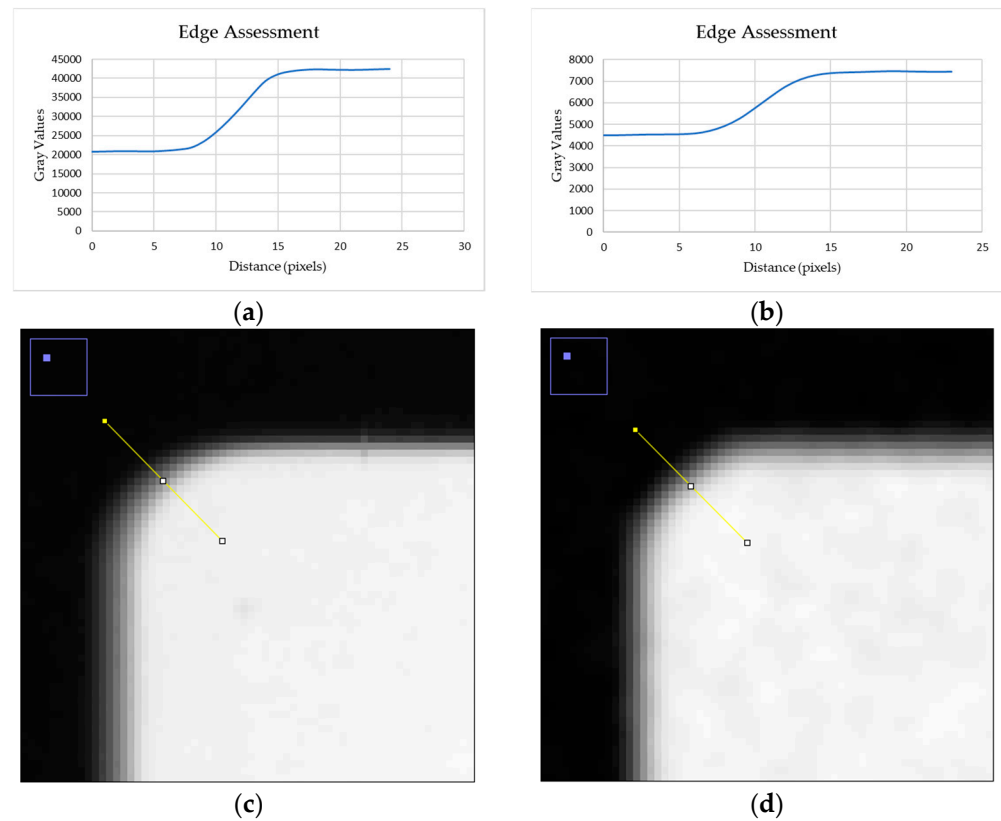 Edge Assessment
Gray Values
45000
40000
35000
30000
25000
20000
15000
10000
5000
0
0 5 10 15 20 25 30
Distance (pixels)
(a)
Edge Assessment
Gray Values
8000
7000
6000
5000
4000
3000
2000
1000
0
0 5 10 15 20 25
Distance (pixels)
(b)
(c)
(d)